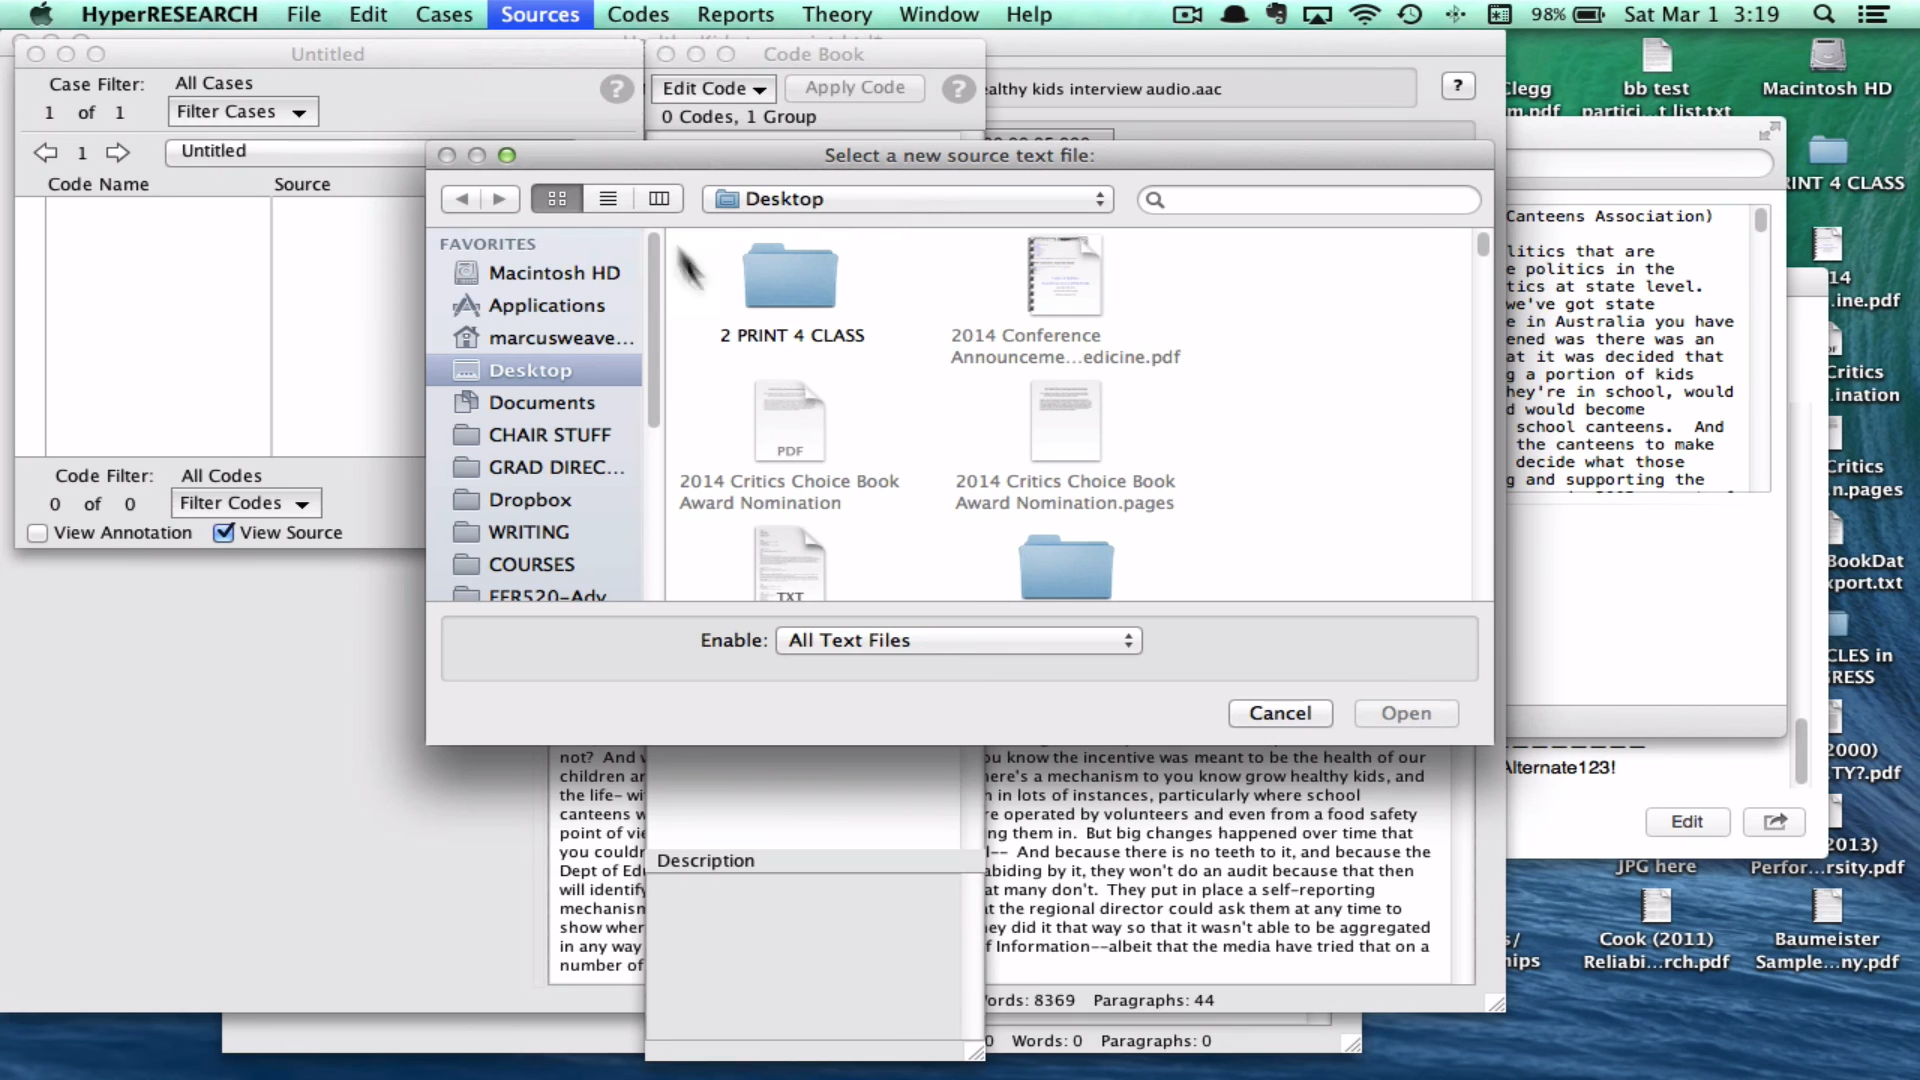 HyperRESEARCH File Edit Cases Sources Codes Reports Theory Window Help 98% Sat Mar 1 3:19
Untitled
Case Filter: All Cases
1 of 1 Filter Cases
1 Untitled
Code Name Source
Code Filter: All Codes
0 of 0 Filter Codes
View Annotation View Source
Code Book
Edit Code Apply Code
0 Codes, 1 Group
Description
ealthy kids interview audio.aac
Select a new source text file:
Desktop
FAVORITES
Macintosh HD
Applications
marcusweave...
Desktop
Documents
CHAIR STUFF
GRAD DIREC...
Dropbox
WRITING
COURSES
2 PRINT 4 CLASS
2014 Conference
Announceme...edicine.pdf
PDF
2014 Critics Choice Book
Award Nomination
2014 Critics Choice Book
Award Nomination.pages
TXT
Enable: All Text Files
Cancel Open
not? And w
children ar
the life- wi
canteens w
point of vie
you couldn
Dept of Edu
will identify
mechanism
show wher
in any way
number of
ou know the incentive was meant to be the health of our
here's a mechanism to you know grow healthy kids, and
n in lots of instances, particularly where school
re operated by volunteers and even from a food safety
ng them in. But big changes happened over time that
l-- And because there is no teeth to it, and because the
abiding by it, they won't do an audit because that then
at many don't. They put in place a self-reporting
t the regional director could ask them at any time to
ey did it that way so that it wasn't able to be aggregated
f Information--albeit that the media have tried that on a
Words: 8369 Paragraphs: 44
0 Words: 0 Paragraphs: 0
Canteens Association)
litics that are
e politics in the
tics at state level.
we've got state
e in Australia you have
ened was there was an
at it was decided that
g a portion of kids
hey're in school, would
d would become
school canteens. And
the canteens to make
decide what those
g and supporting the
Alternate123!
Edit
Clegg
m.pdf
bb test
partici...t list.txt
Macintosh HD
RINT 4 CLASS
14
...ine.pdf
Critics
...ination
Critics
...n.pages
BookDat
xport.txt
CLES in
RESS
2000)
...TY?.pdf
JPG here
2013)
Perfor...rsity.pdf
s/
hips
Cook (2011)
Reliabi...rch.pdf
Baumeister
Sample...ny.pdf